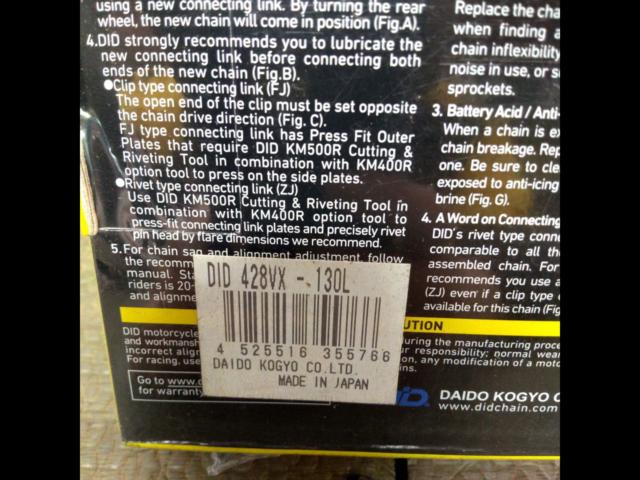 using a new connecting link. By turning the rear
wheel, the new chain will come in position (Fig.A).
4.DID strongly recommends you to lubricate the
new connecting link before connecting both
ends of the new chain (Fig.B).
●Clip type connecting link (FJ)
The open end of the clip must be set opposite
the chain drive direction (Fig. C).
FJ type connecting link has Press Fit Outer
Plates that require DID KM500R Cutting &
Riveting Tool in combination with KM400R
option tool to press on the side plates.
●Rivet type connecting link (ZJ)
Use DID KM500R Cutting & Riveting Tool in
combination with KM400R option tool to
press-fit connecting link plates and precisely rivet
pin head by flare dimensions we recommend.
5.For chain sag and alignment adjustment, follow
the recomm
manual. Sta
riders is 20-
and alignme
DID motorcycle
and workmansh
incorrect align
For racing, use
Go to www.
for warranty
DID 428VX - 130L
4 525516 355766
DAIDO KOGYO CO.LTD.
MADE IN JAPAN
Replace the cha
when finding a
chain inflexibility
noise in use, or s
sprockets.
3. Battery Acid / Anti-
When a chain is ex
chain breakage. Rep
one. Be sure to cle
exposed to anti-icing
brine (Fig. G).
4. A Word on Connecting
DID's rivet type conn
comparable to all th
assembled chain. For
recommends you use a
(ZJ) even if a clip type c
available for this chain (Fig
UTION
uring the manufacturing proce
r responsibility; normal wear
on, any modification of a moto
ins.
DAIDO KOGYO C
www.didchain.com